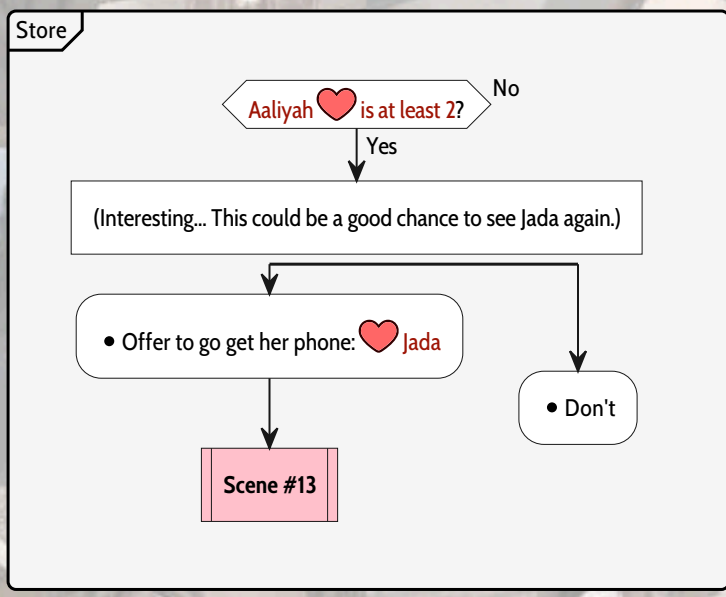 Store
Aaliyah is at least 2?
No
Yes
(Interesting... This could be a good chance to see Jada again.)
• Offer to go get her phone: Jada
• Don't
Scene #13